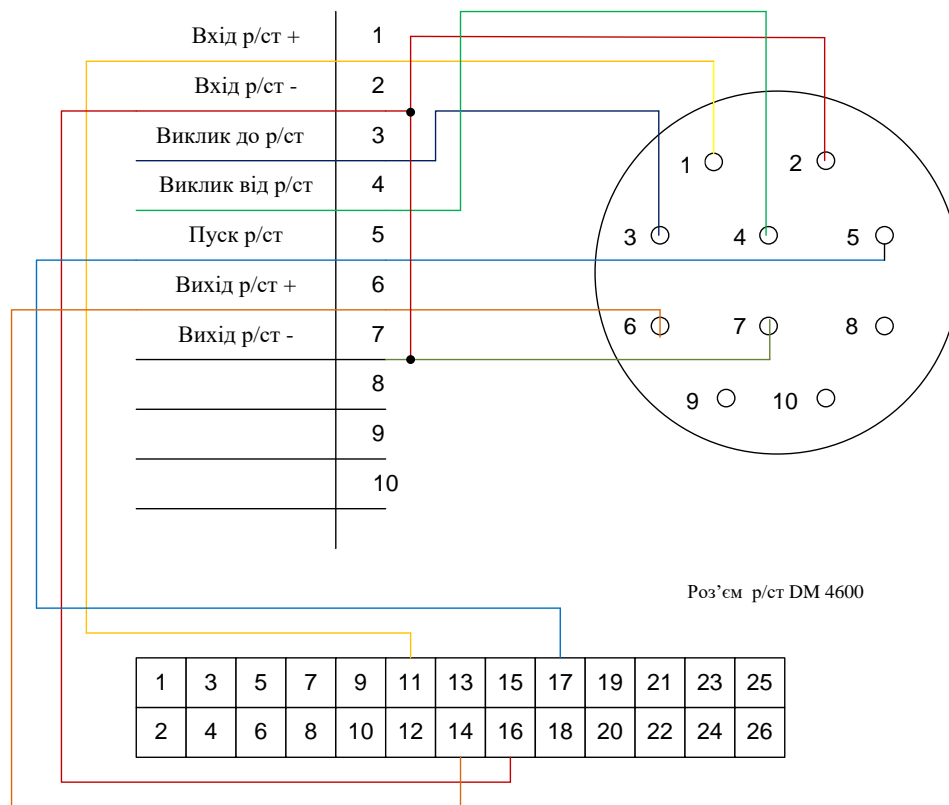 Вхід р/ст + 1
Вхід р/ст - 2
Виклик до р/ст 3
Виклик від р/ст 4
Пуск р/ст 5
Вихід р/ст + 6
Вихід р/ст - 7
8
9
10
1 2
3 4 5
6 7 8
9 10
Роз’єм р/ст DM 4600
1 3 5 7 9 11 13 15 17 19 21 23 25
2 4 6 8 10 12 14 16 18 20 22 24 26